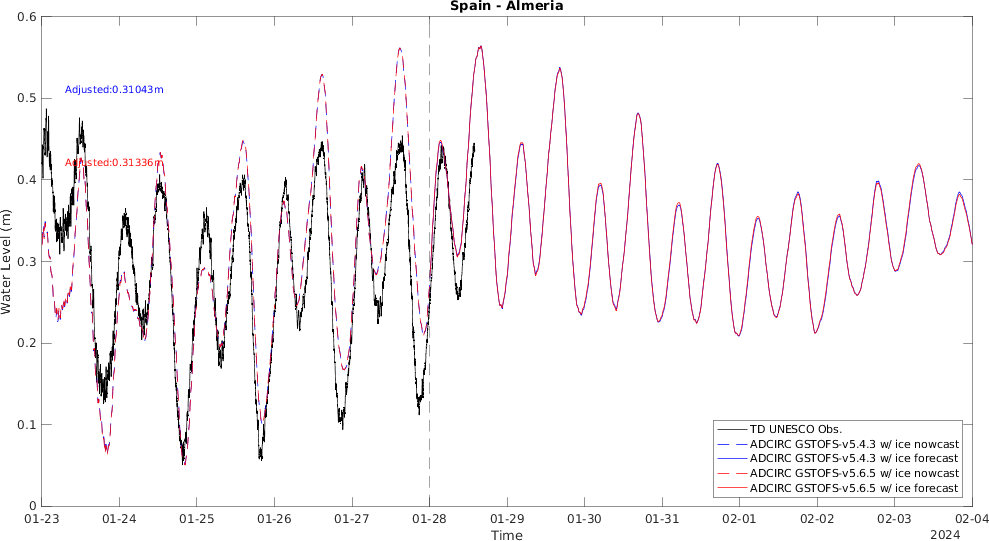 Spain - Almeria
0.6
0.5
0.4
0.3
0.2
0.1
0
Water Level (m)
Adjusted:0.31043m
Adjusted:0.31336m
TD UNESCO Obs.
ADCIRC GSTOFS-v5.4.3 w/ ice nowcast
ADCIRC GSTOFS-v5.4.3 w/ ice forecast
ADCIRC GSTOFS-v5.6.5 w/ ice nowcast
ADCIRC GSTOFS-v5.6.5 w/ ice forecast
01-23 01-24 01-25 01-26 01-27 01-28 01-29 01-30 01-31 02-01 02-02 02-03 02-04
Time
2024